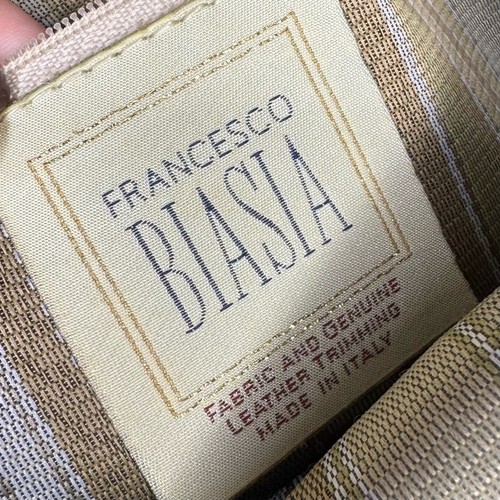 FRANCESCO
BIASIA
FABRIC AND GENUINE
LEATHER TRIMMING
MADE IN ITALY